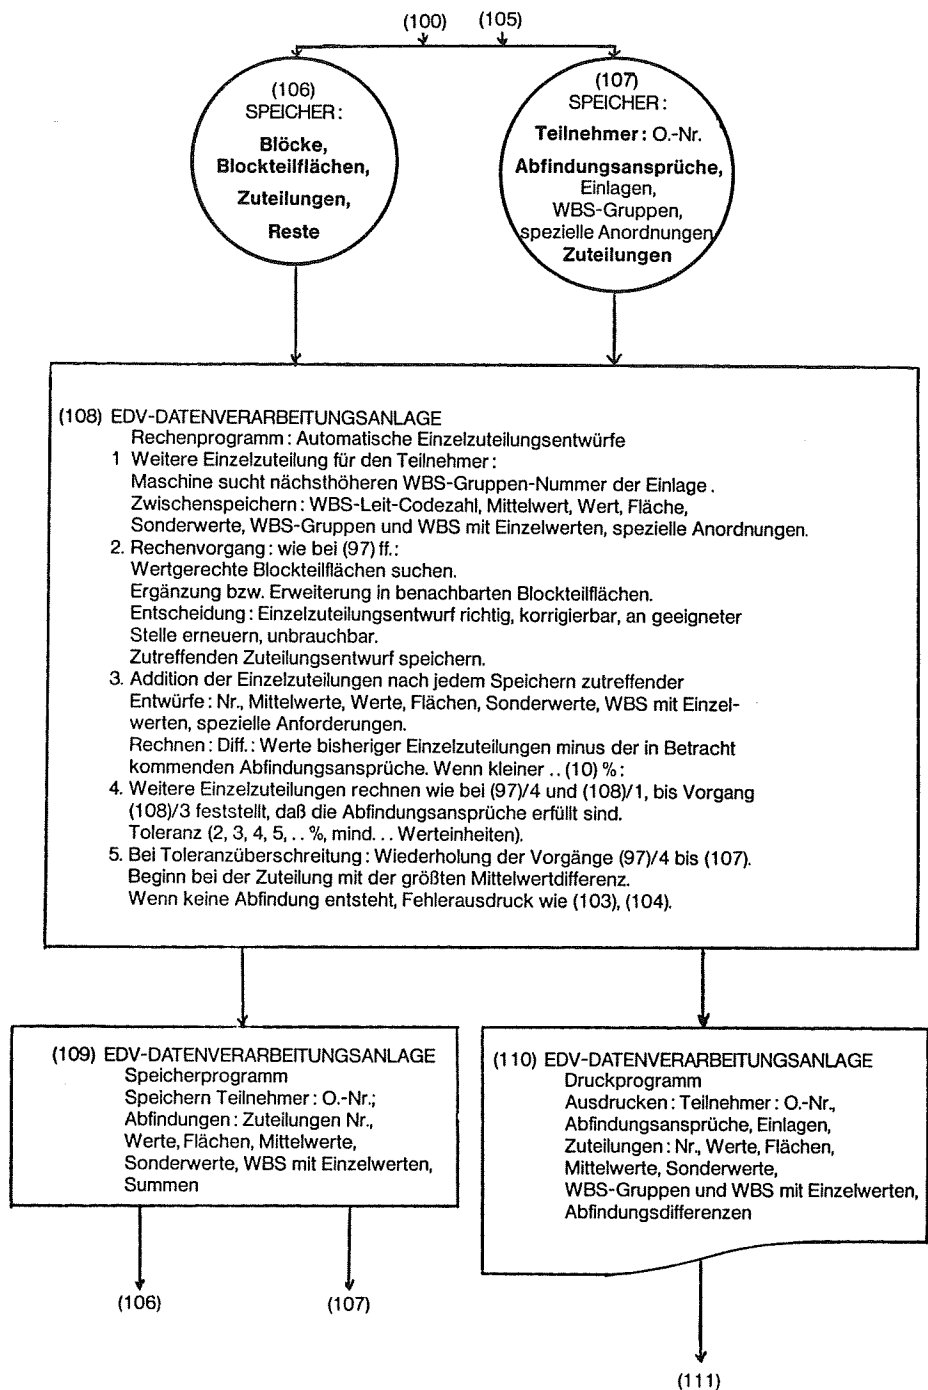 (100) (105)
(106)
SPEICHER:
Blöcke,
Blockteilflächen,
Zuteilungen,
Reste
(107)
SPEICHER:
Teilnehmer: O.-Nr.
Abfindungsansprüche,
Einlagen,
WBS-Gruppen,
spezielle Anordnungen
Zuteilungen
(108) EDV-DATENVERARBEITUNGSANLAGE
Rechenprogramm: Automatische Einzelzuteilungsentwürfe
1 Weitere Einzelzuteilung für den Teilnehmer:
Maschine sucht nächsthöheren WBS-Gruppen-Nummer der Einlage.
Zwischenspeichern: WBS-Leit-Codezahl, Mittelwert, Wert, Fläche,
Sonderwerte, WBS-Gruppen und WBS mit Einzelwerten, spezielle Anordnungen.
2. Rechenvorgang: wie bei (97) ff.:
Wertgerechte Blockteilflächen suchen.
Ergänzung bzw. Erweiterung in benachbarten Blockteilflächen.
Entscheidung: Einzelzuteilungsentwurf richtig, korrigierbar, an geeigneter
Stelle erneuern, unbrauchbar.
Zutreffenden Zuteilungsentwurf speichern.
3. Addition der Einzelzuteilungen nach jedem Speichern zutreffender
Entwürfe: Nr., Mittelwerte, Werte, Flächen, Sonderwerte, WBS mit Einzel-
werten, spezielle Anforderungen.
Rechnen: Diff.: Werte bisheriger Einzelzuteilungen minus der in Betracht
kommenden Abfindungsansprüche. Wenn kleiner .. (10) %:
4. Weitere Einzelzuteilungen rechnen wie bei (97)/4 und (108)/1, bis Vorgang
(108)/3 feststellt, daß die Abfindungsansprüche erfüllt sind.
Toleranz (2, 3, 4, 5, .. %, mind... Werteinheiten).
5. Bei Toleranzüberschreitung: Wiederholung der Vorgänge (97)/4 bis (107).
Beginn bei der Zuteilung mit der größten Mittelwertdifferenz.
Wenn keine Abfindung entsteht, Fehlerausdruck wie (103), (104).
(109) EDV-DATENVERARBEITUNGSANLAGE
Speicherprogramm
Speichern Teilnehmer: O.-Nr.;
Abfindungen: Zuteilungen Nr.,
Werte, Flächen, Mittelwerte,
Sonderwerte, WBS mit Einzelwerten,
Summen
(110) EDV-DATENVERARBEITUNGSANLAGE
Druckprogramm
Ausdrucken: Teilnehmer: O.-Nr.,
Abfindungsansprüche, Einlagen,
Zuteilungen: Nr., Werte, Flächen,
Mittelwerte, Sonderwerte,
WBS-Gruppen und WBS mit Einzelwerten,
Abfindungsdifferenzen
(106) (107)
(111)